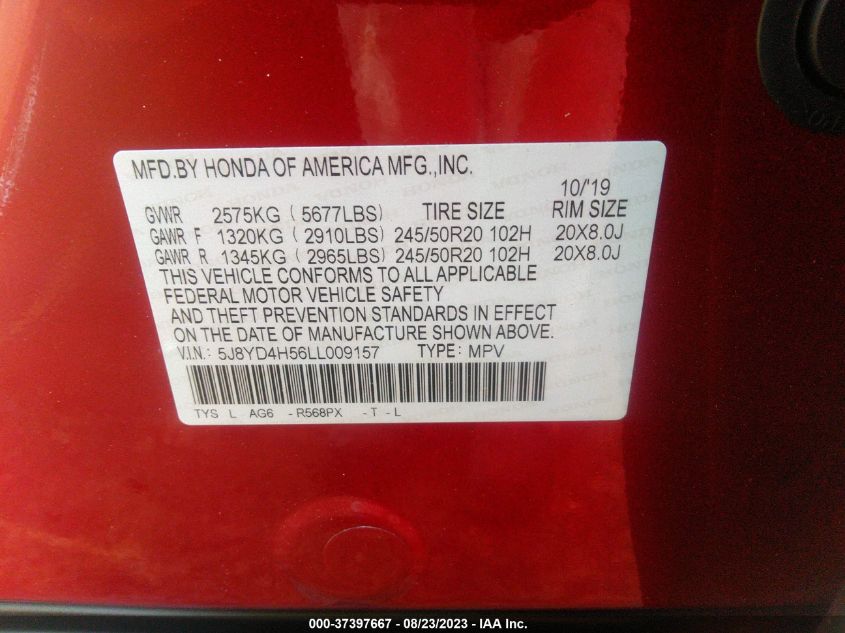 MFD.BY HONDA OF AMERICA MFG.,INC.
10/'19
GVWR 2575KG ( 5677LBS) TIRE SIZE RIM SIZE
GAWR F 1320KG ( 2910LBS) 245/50R20 102H 20X8.0J
GAWR R 1345KG ( 2965LBS) 245/50R20 102H 20X8.0J
THIS VEHICLE CONFORMS TO ALL APPLICABLE
FEDERAL MOTOR VEHICLE SAFETY
AND THEFT PREVENTION STANDARDS IN EFFECT
ON THE DATE OF MANUFACTURE SHOWN ABOVE.
V.I.N.: 5J8YD4H56LL009157 TYPE: MPV
TYS L AG6 -R568PX -T -L
000-37397667 - 08/23/2023 - IAA Inc.